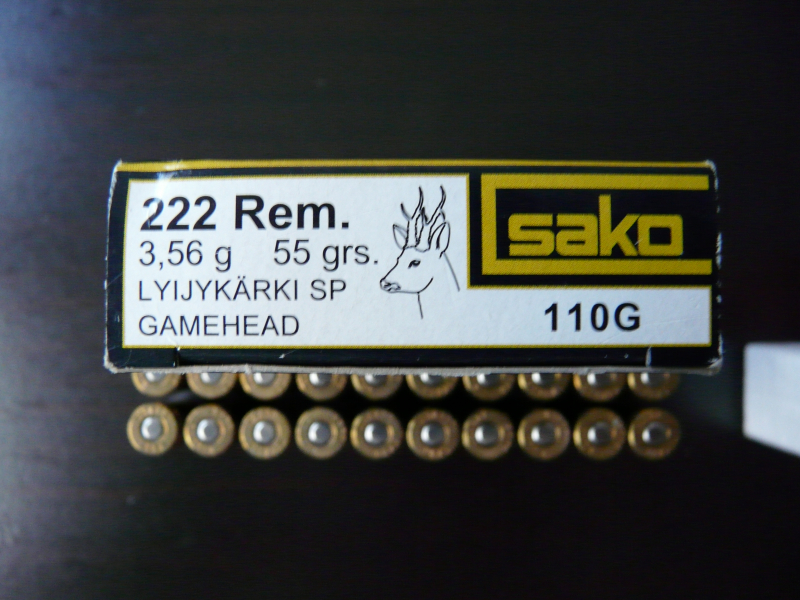 222 Rem.
3,56 g 55 grs.
LYIJYKÄRKI SP
GAMEHEAD
sako
110G